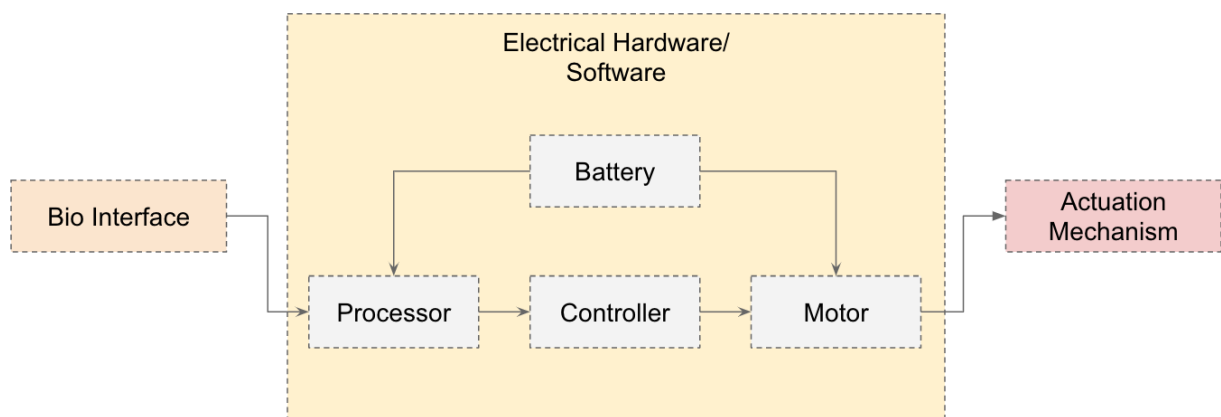 Electrical Hardware/
Software
Battery
Bio Interface
Actuation
Mechanism
Processor
Controller
Motor